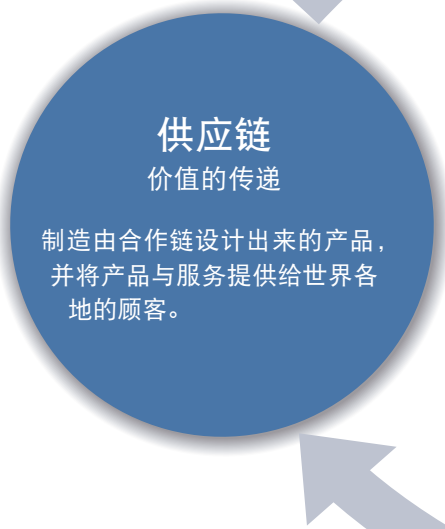 供应链
价值的传递
制造由合作链设计出来的产品，
并将产品与服务提供给世界各
地的顾客。